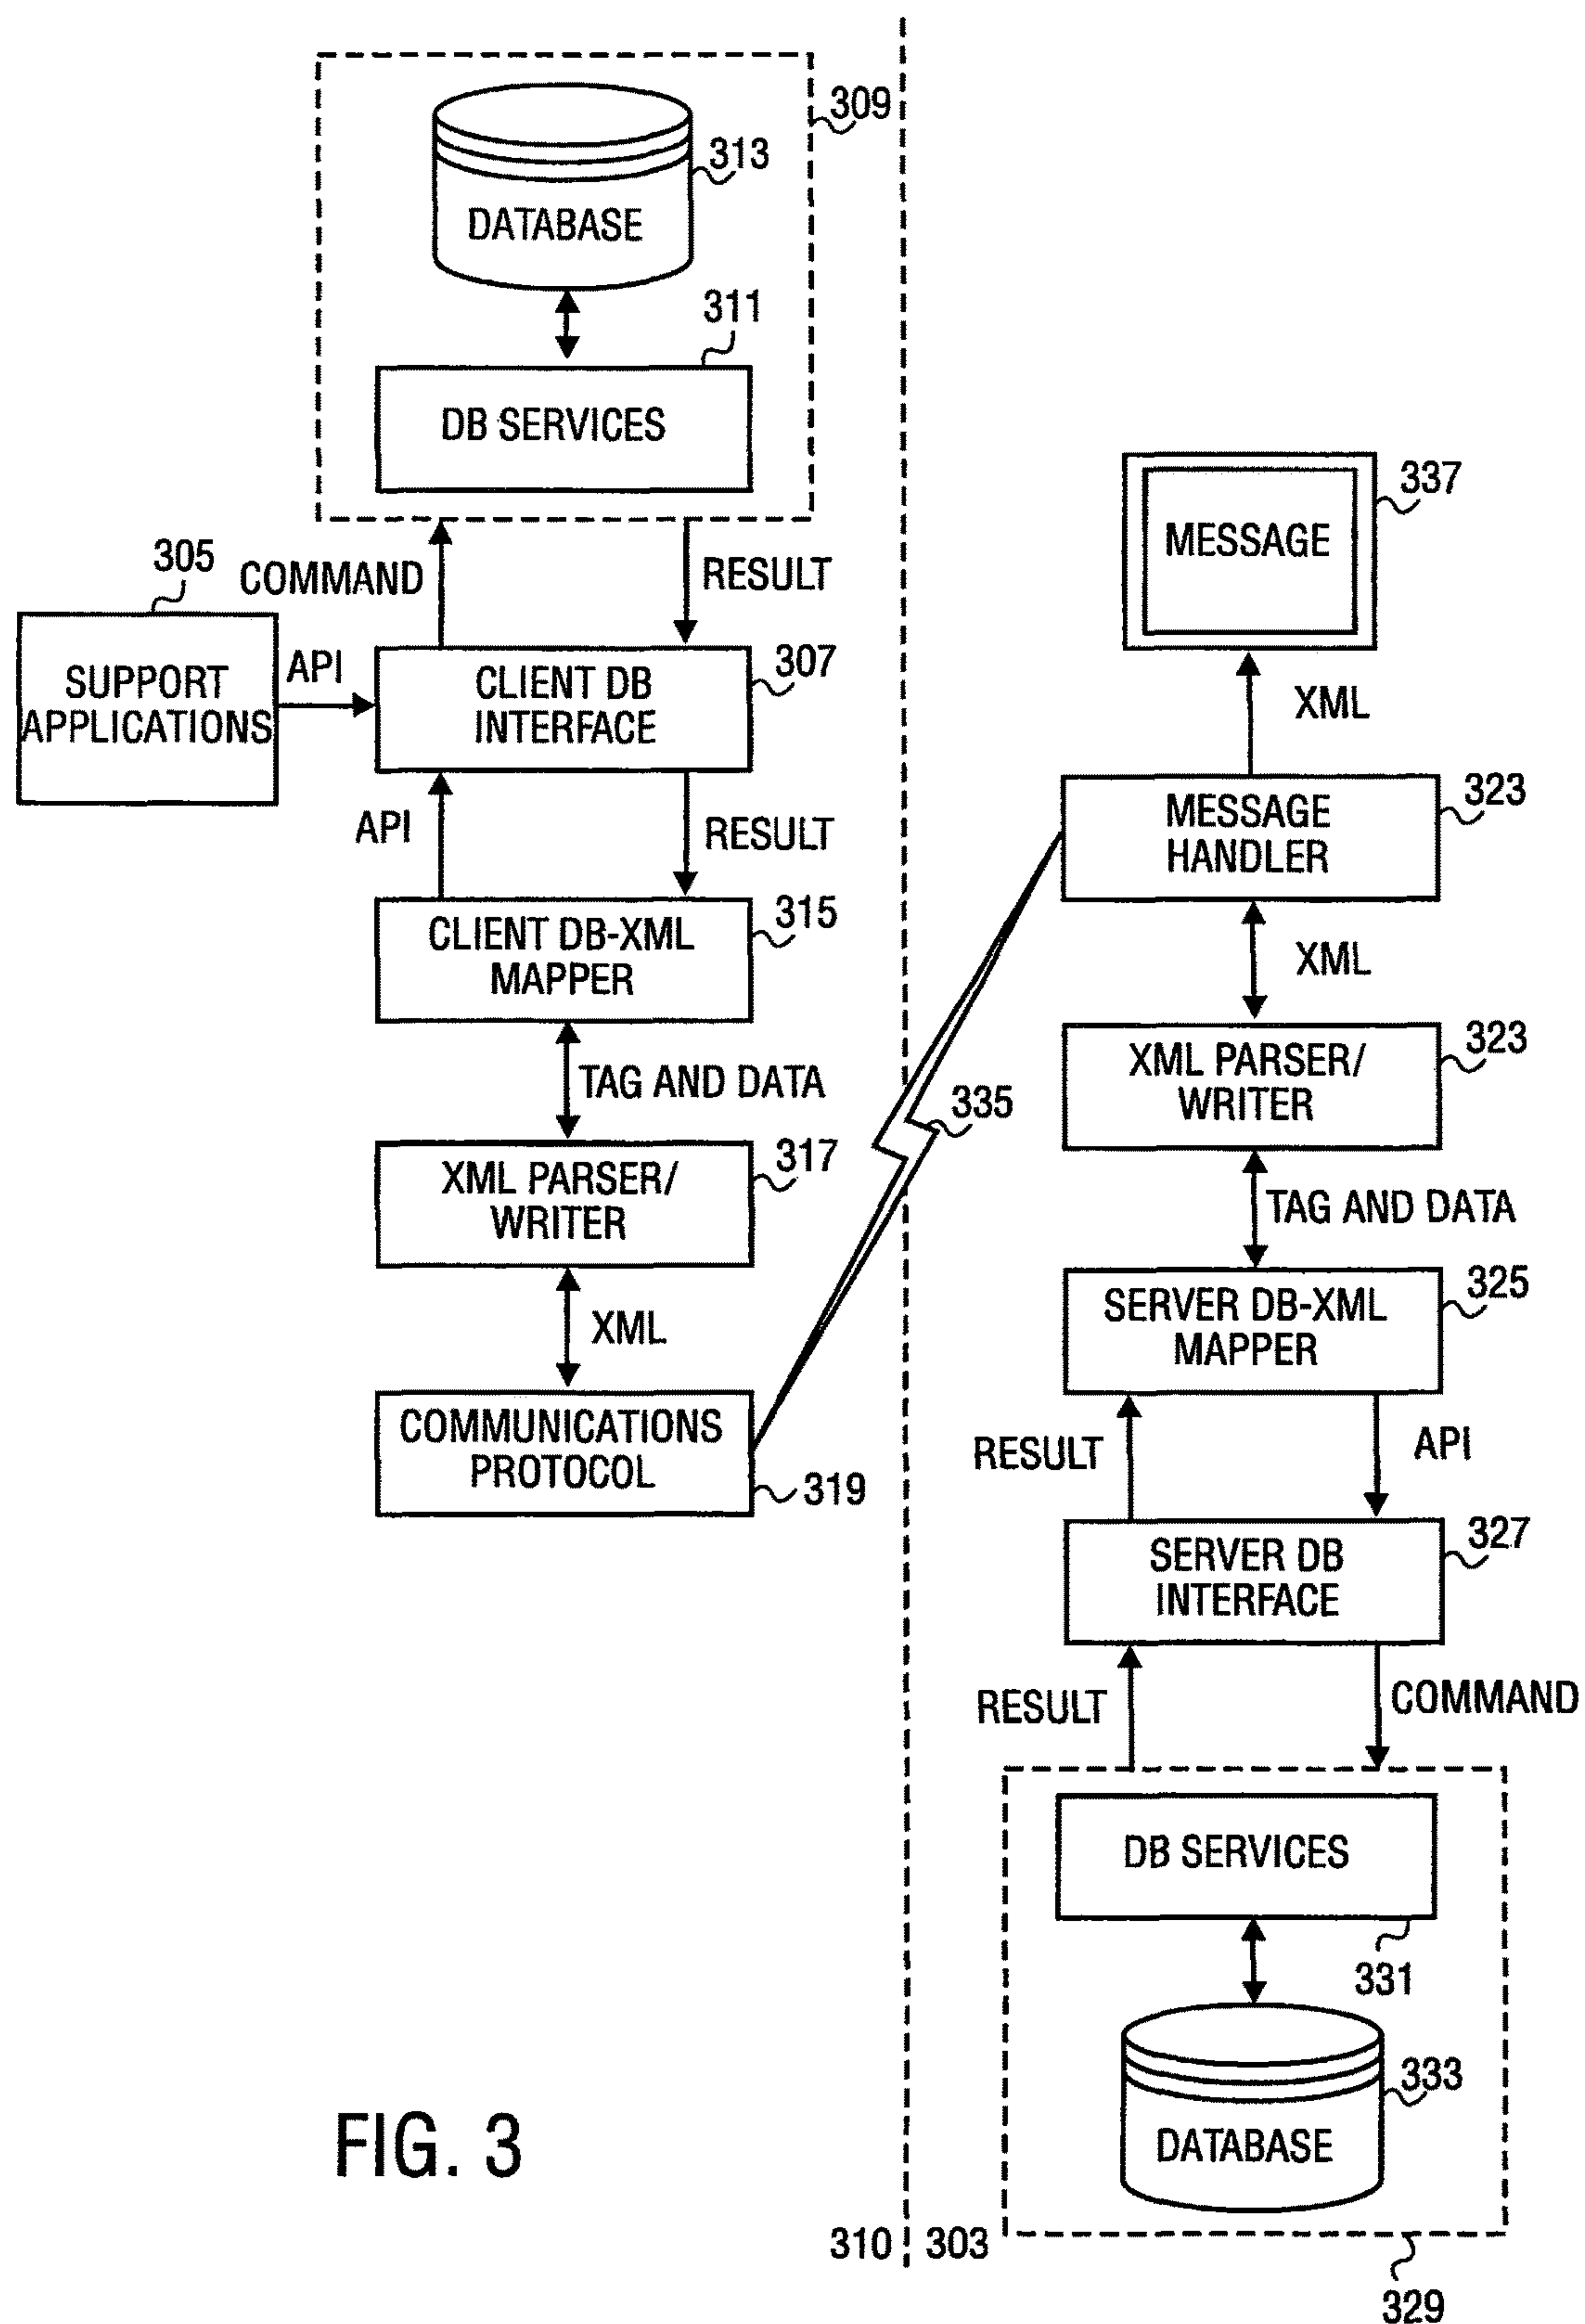 309
313
DATABASE
311
DB SERVICES
COMMAND
RESULT
305
SUPPORT
APPLICATIONS
API
307
CLIENT DB
INTERFACE
API
RESULT
315
CLIENT DB-XML
MAPPER
TAG AND DATA
317
XML PARSER/
WRITER
XML
COMMUNICATIONS
PROTOCOL
319
335
337
MESSAGE
XML
323
MESSAGE
HANDLER
XML
323
XML PARSER/
WRITER
TAG AND DATA
325
SERVER DB-XML
MAPPER
RESULT
API
327
SERVER DB
INTERFACE
RESULT
COMMAND
DB SERVICES
331
333
DATABASE
329
310
303
FIG. 3